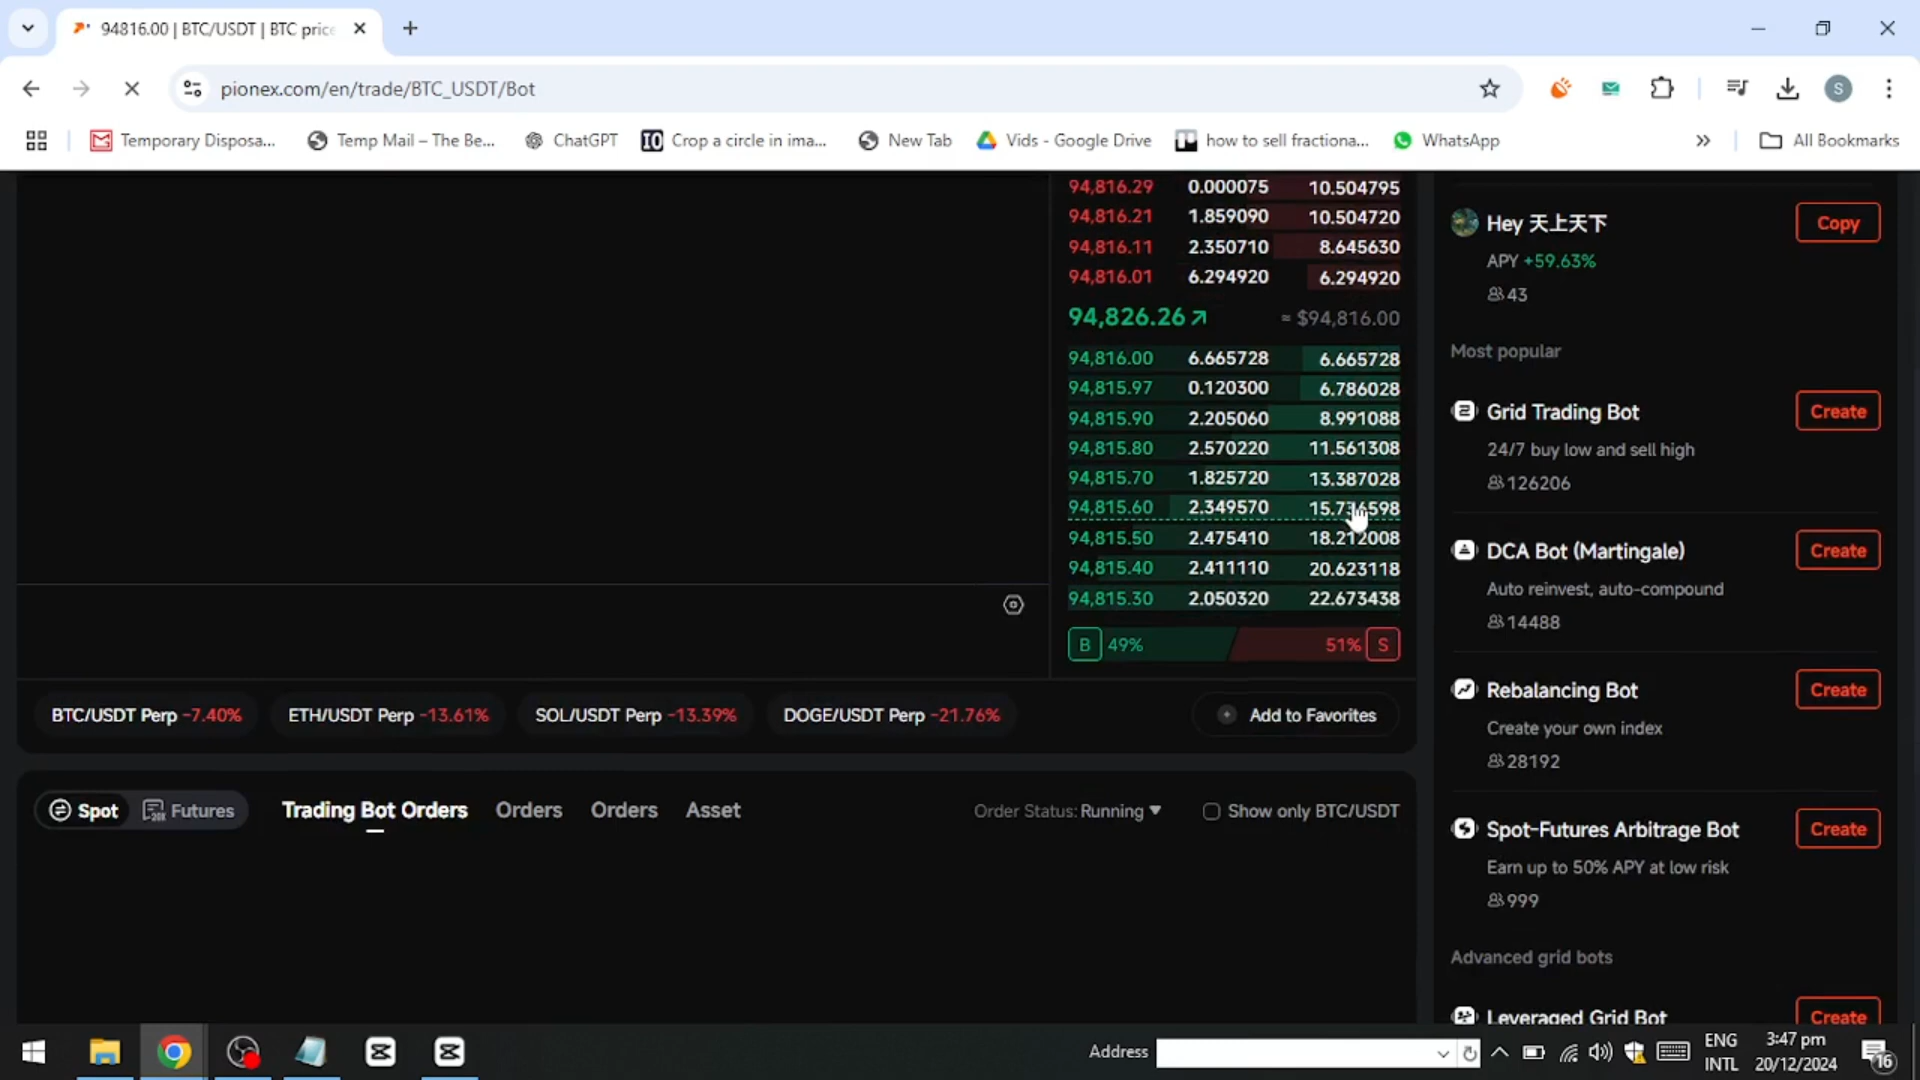 94816.00 | BTC/USDT | BTC price
pionex.com/en/trade/BTC_USDT/Bot
S
Temporary Disposa...
Temp Mail – The Be...
ChatGPT
Crop a circle in ima...
New Tab
Vids - Google Drive
how to sell fractiona...
WhatsApp
All Bookmarks
94,816.29 0.000075 10.504795
94,816.21 1.859090 10.504720
94,816.11 2.350710 8.645630
94,816.01 6.294920 6.294920
94,826.26 ≈ $94,816.00
94,816.00 6.665728 6.665728
94,815.97 0.120300 6.786028
94,815.90 2.205060 8.991088
94,815.80 2.570220 11.561308
94,815.70 1.825720 13.387028
94,815.60 2.349570
94,815.50 2.475410 18.212008
94,815.40 2.411110 20.623118
94,815.30 2.050320 22.673438
B 49% 51% S
BTC/USDT Perp -7.40%
ETH/USDT Perp -13.61%
SOL/USDT Perp -13.39%
DOGE/USDT Perp -21.76%
Add to Favorites
Spot
Futures
Trading Bot Orders
Orders
Orders
Asset
Order Status: Running
Show only BTC/USDT
Hey 天上天下
Copy
APY +59.63%
43
Most popular
Grid Trading Bot
Create
24/7 buy low and sell high
126206
DCA Bot (Martingale)
Create
Auto reinvest, auto-compound
14488
Rebalancing Bot
Create
Create your own index
28192
Spot-Futures Arbitrage Bot
Create
Earn up to 50% APY at low risk
999
Advanced grid bots
Leveraged Grid Bot
Create
Address
ENG
INTL
3:47 pm
20/12/2024
16